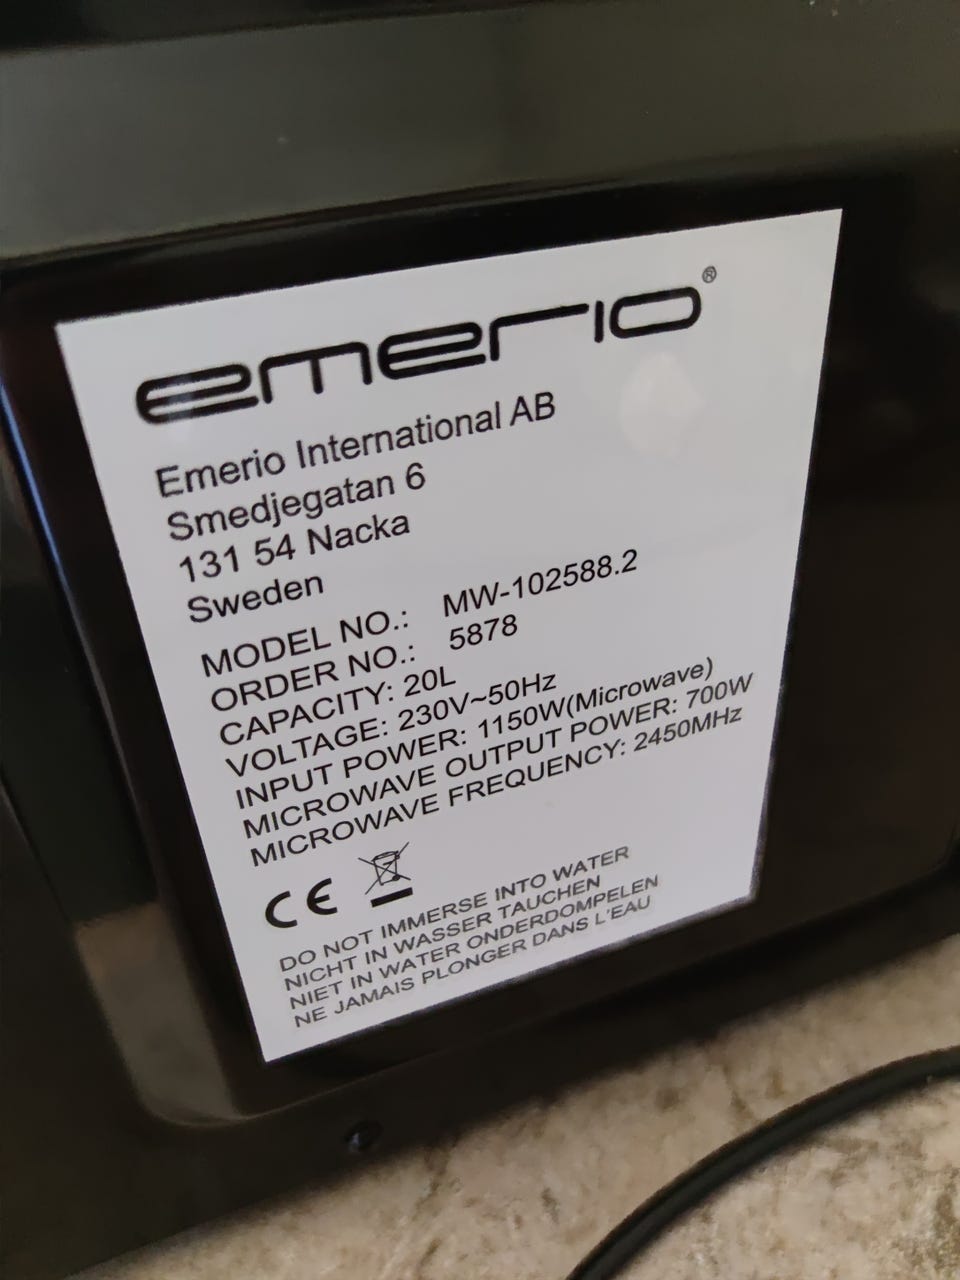 emerio®
Emerio International AB
Smedjegatan 6
131 54 Nacka
Sweden
MODEL NO.: MW-102588.2
ORDER NO.: 5878
CAPACITY: 20L
VOLTAGE: 230V~50Hz
INPUT POWER: 1150W(Microwave)
MICROWAVE OUTPUT POWER: 700W
MICROWAVE FREQUENCY: 2450MHz
CE
DO NOT IMMERSE INTO WATER
NICHT IN WASSER TAUCHEN
NIET IN WATER ONDERDOMPELEN
NE JAMAIS PLONGER DANS L'EAU